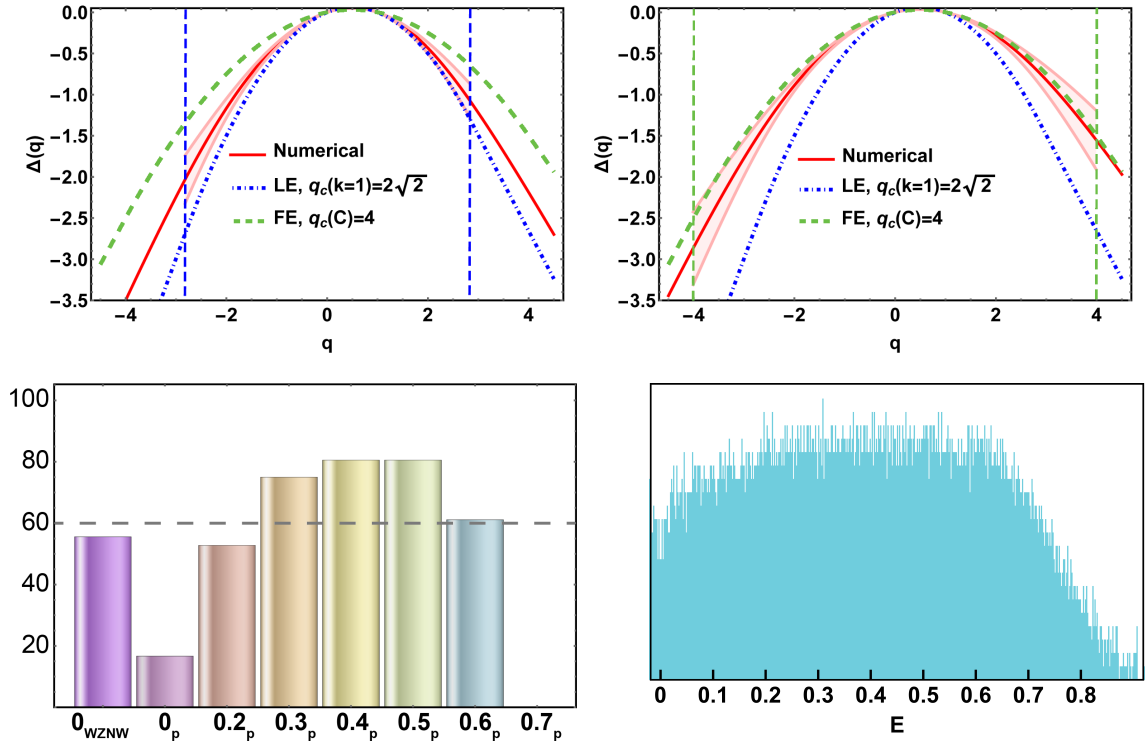 0.0
−0.5
−1.0
−1.5
−2.0
−2.5
−3.0
−3.5
Δ(q)
Numerical
LE, q_c(k=1)=2√2
FE, q_c(C)=4
−4 −2 0 2 4
q
0.0
−0.5
−1.0
−1.5
−2.0
−2.5
−3.0
−3.5
Δ(q)
Numerical
LE, q_c(k=1)=2√2
FE, q_c(C)=4
−4 −2 0 2 4
q
100
80
60
40
20
0_WZNW 0_p 0.2_p 0.3_p 0.4_p 0.5_p 0.6_p 0.7_p
0 0.1 0.2 0.3 0.4 0.5 0.6 0.7 0.8
E